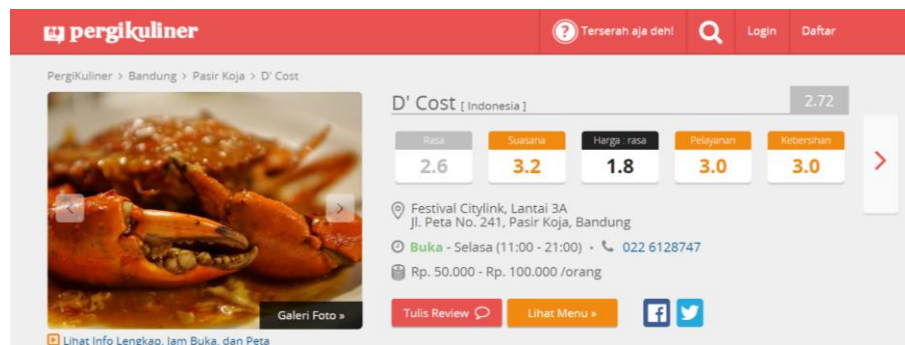 pergikuliner
? Terserah aja deh!
Login
Daftar
PergiKuliner > Bandung > Pasir Koja > D' Cost
D' Cost [ Indonesia ]
2.72
Rasa
2.6
Suasana
3.2
Harga : rasa
1.8
Pelayanan
3.0
Kebersihan
3.0
Festival Citylink, Lantai 3A
Jl. Peta No. 241, Pasir Koja, Bandung
Buka - Selasa (11:00 - 21:00) • 022 6128747
Rp. 50.000 - Rp. 100.000 /orang
Galeri Foto »
Tulis Review
Lihat Menu »
Lihat Info Lengkap, Jam Buka, dan Peta